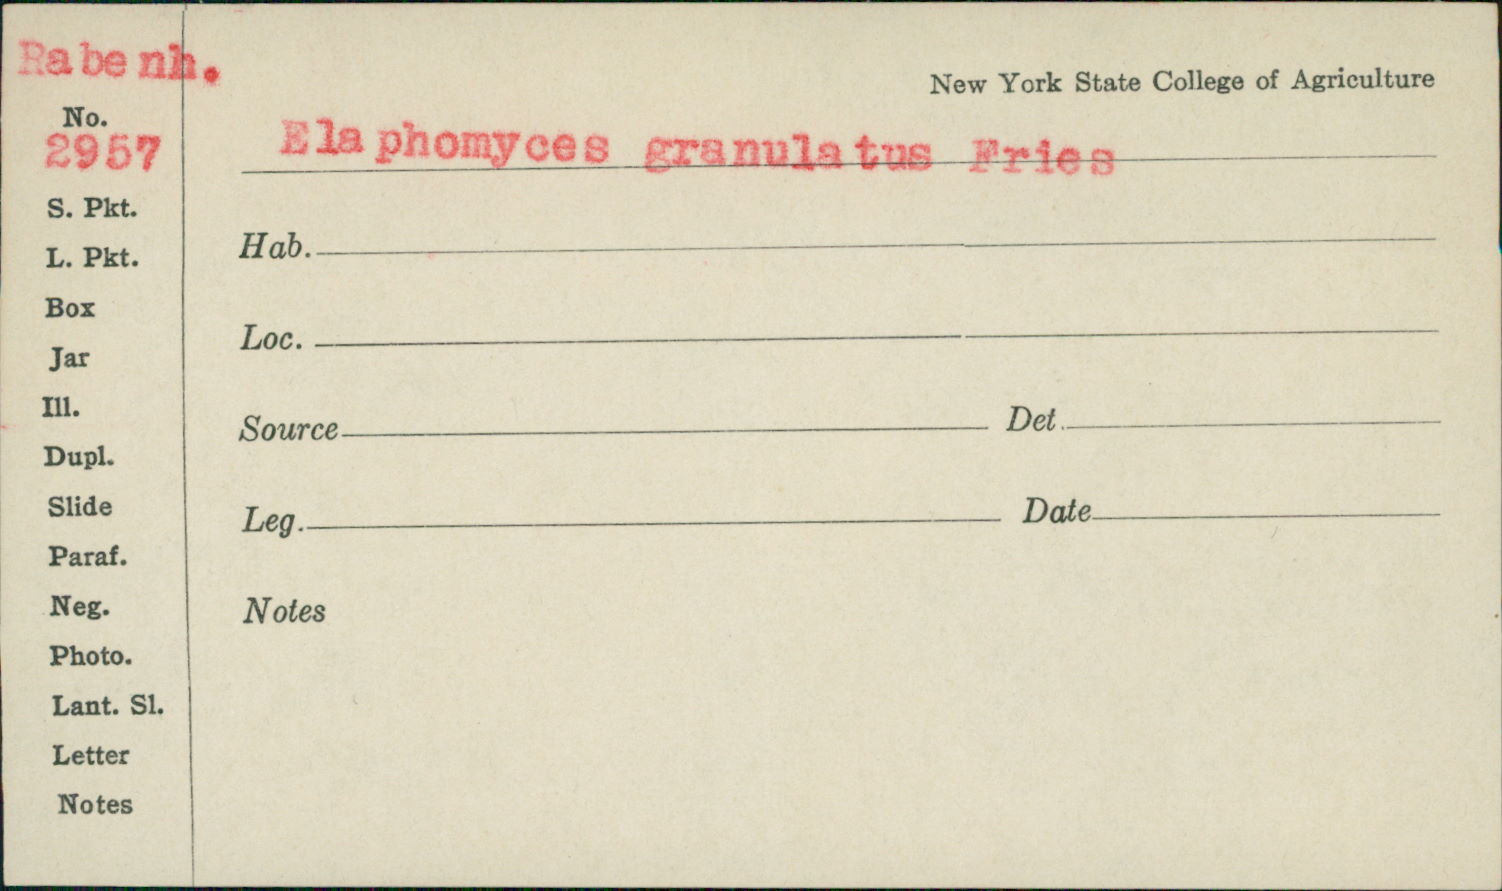 Rabenh.
New York State College of Agriculture
No.
2957
Elaphomyces granulatus Fries
S. Pkt.
L. Pkt.
Hab.
Box
Loc.
Jar
Ill.
Source Det.
Dupl.
Slide
Leg. Date
Paraf.
Neg.
Notes
Photo.
Lant. Sl.
Letter
Notes